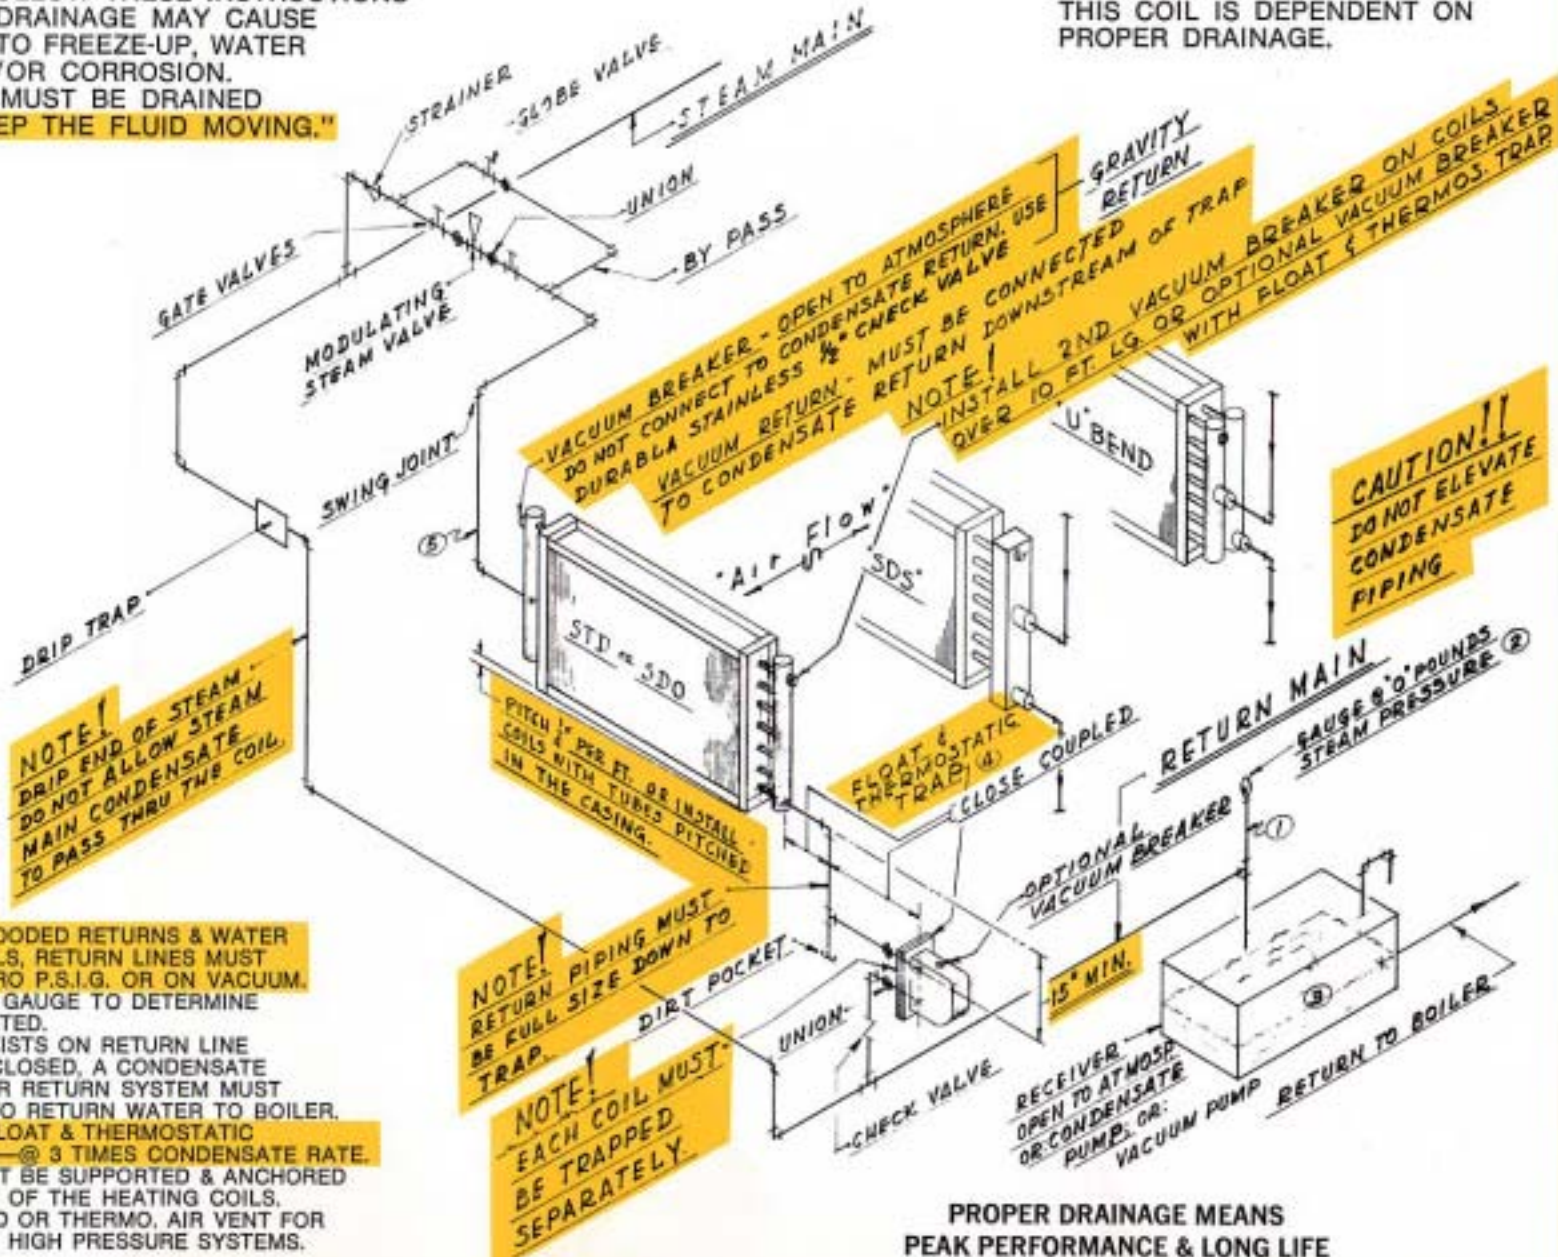 DRAINAGE MAY CAUSE
TO FREEZE-UP, WATER
OR CORROSION.
MUST BE DRAINED
THE FLUID MOVING."
THIS COIL IS DEPENDENT ON
PROPER DRAINAGE.
STRAINER
GLOBE VALVE
STEAM MAIN
UNION
BY PASS
GATE VALVES
MODULATING
STEAM VALVE
SWING JOINT
5
DRIP TRAP
GRAVITY
RETURN
VACUUM BREAKER - OPEN TO ATMOSPHERE
DO NOT CONNECT TO CONDENSATE RETURN. USE
DURABLA STAINLESS ½" CHECK VALVE
VACUUM RETURN - MUST BE CONNECTED
TO CONDENSATE RETURN DOWNSTREAM OF TRAP
NOTE!
INSTALL 2ND VACUUM BREAKER ON COILS
OVER 10 FT. LG. OR OPTIONAL VACUUM BREAKER
WITH FLOAT & THERMOS. TRAP
"U" BEND
"SDS"
"Air Flow"
STD or SDO
CAUTION!!
DO NOT ELEVATE
CONDENSATE
PIPING
NOTE!
DRIP END OF STEAM
DO NOT ALLOW STEAM
MAIN CONDENSATE
TO PASS THRU THE COIL
PER FT. OR INSTALL
COILS WITH TUBES PITCHED
IN THE CASING.
FLOAT &
THERMOSTATIC
TRAP (4)
CLOSE COUPLED
RETURN MAIN
GAUGE @ "0" POUNDS
STEAM PRESSURE 2
1
OPTIONAL
VACUUM BREAKER
NOTE!
RETURN PIPING MUST
BE FULL SIZE DOWN TO
TRAP.
DIRT POCKET
15" MIN.
UNION
CHECK VALVE
3
NOTE!
EACH COIL MUST
BE TRAPPED
SEPARATELY
RECEIVER
OPEN TO ATMOSP.
OR CONDENSATE
PUMP. OR:
VACUUM PUMP
RETURN TO BOILER
RETURNS & WATER
RETURN LINES MUST
P.S.I.G. OR ON VACUUM.
GAUGE TO DETERMINE
ON RETURN LINE
A CONDENSATE
RETURN SYSTEM MUST
RETURN WATER TO BOILER.
& THERMOSTATIC
—@ 3 TIMES CONDENSATE RATE.
BE SUPPORTED & ANCHORED
OF THE HEATING COILS.
OR THERMO. AIR VENT FOR
HIGH PRESSURE SYSTEMS.
PROPER DRAINAGE MEANS
PEAK PERFORMANCE & LONG LIFE